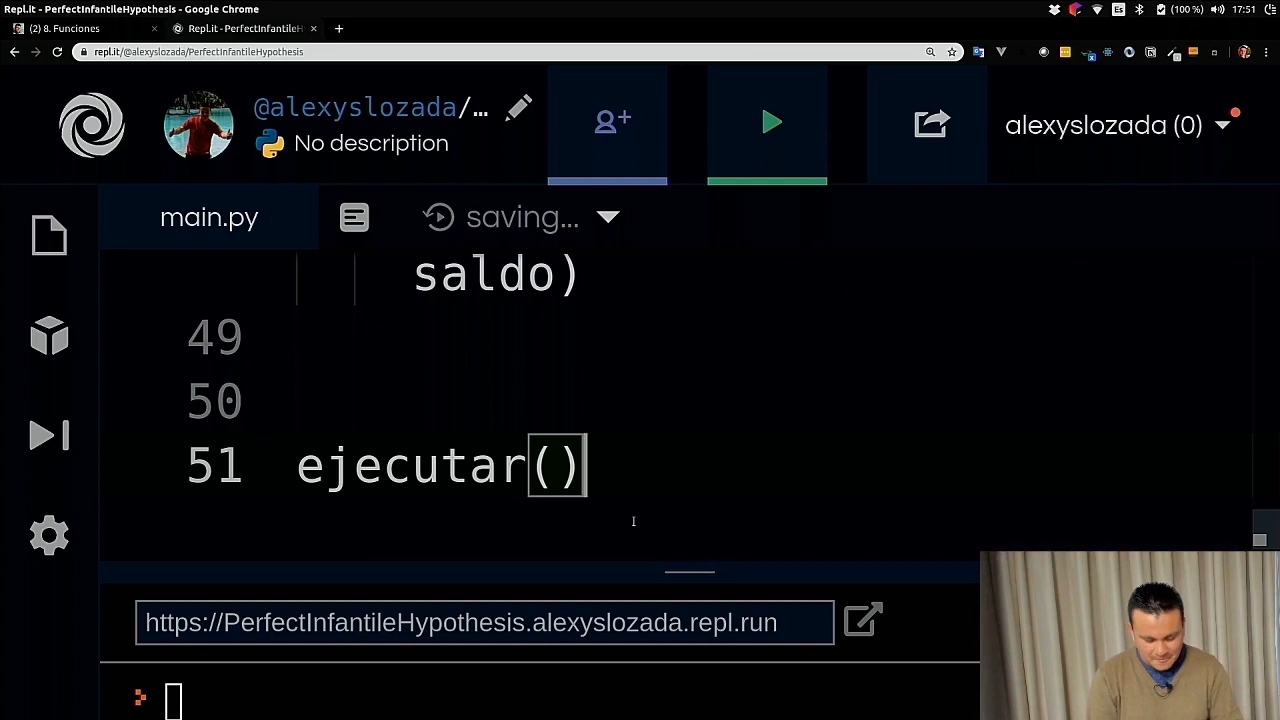 Repl.it - PerfectInfantileHypothesis - Google Chrome
Es
(100 %)
17:51
(2) 8. Funciones
Repl.it - PerfectInfantileH
repl.it/@alexyslozada/PerfectInfantileHypothesis
@alexyslozada/...
No description
alexyslozada (0)
main.py
saving...
saldo)
49
50
51 ejecutar()
https://PerfectInfantileHypothesis.alexyslozada.repl.run